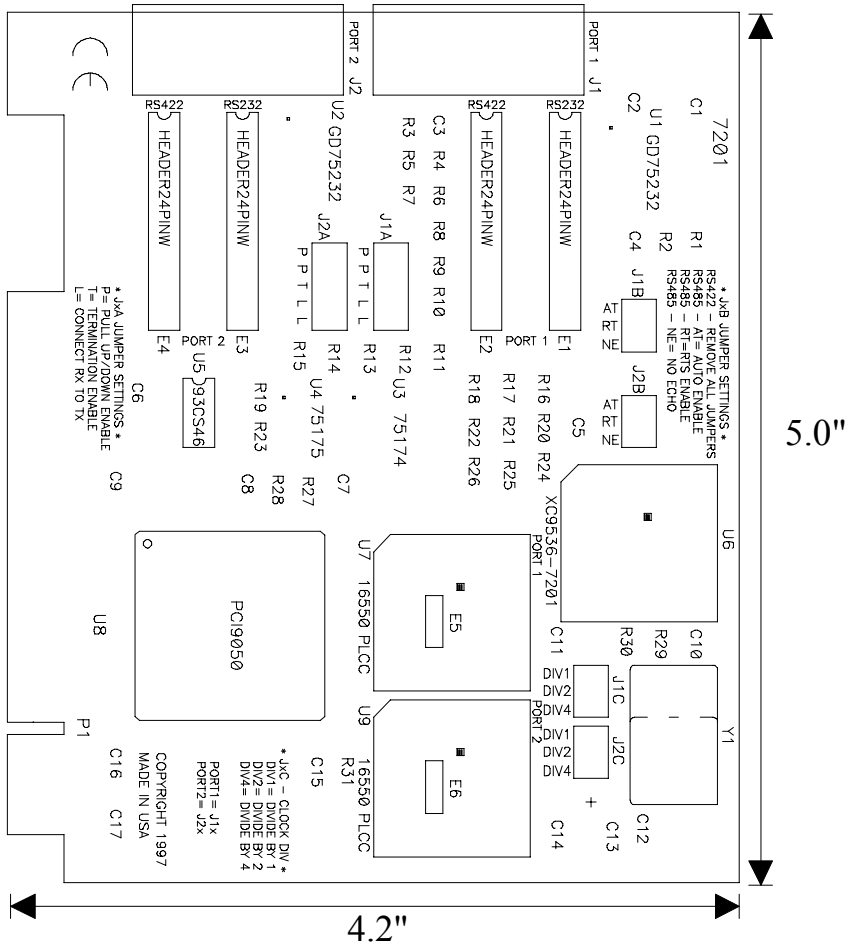 PORT 2
J2
PORT 1
J1
RS422
RS232
RS422
RS232
HEADER24PINW
HEADER24PINW
HEADER24PINW
HEADER24PINW
U2 GD75232
U1 GD75232
C2
C1
7201
R3 R5 R7
C3 R4 R6 R8 R9 R10 R11
C4 R2 R1
J2A
P P T L L
J1A
P P T L L
J1B
AT
RT
NE
J2B
AT
RT
NE
* JxB JUMPER SETTINGS *
RS422 - REMOVE ALL JUMPERS
RS485 - AT= AUTO ENABLE
RS485 - RT=RTS ENABLE
RS485 - NE= NO ECHO
* JxA JUMPER SETTINGS *
P= PULL UP/DOWN ENABLE
T= TERMINATION ENABLE
L= CONNECT RX TO TX
E4
PORT 2
E3
E2
PORT 1
E1
R15
R14
R13
R12
U5
93CS46
C6
R19 R23
U4 75175
U3 75174
R18 R22 R26
R17 R21 R25
R16 R20 R24
C5
C9
C8
R28
R27
C7
5.0"
XC9536-7201
U6
U7
16550 PLCC
PORT 1
E5
PCI9050
U8
C11
R30
R29
C10
DIV1
DIV2
DIV4
J1C
DIV1
DIV2
DIV4
J2C
Y1
U9
16550 PLCC
PORT 2
E6
P1
C16
C17
COPYRIGHT 1997
MADE IN USA
PORT1= J1x
PORT2= J2x
* JxC - CLOCK DIV *
DIV1= DIVIDE BY 1
DIV2= DIVIDE BY 2
DIV4= DIVIDE BY 4
C15
R31
+
C14
C13
C12
4.2"